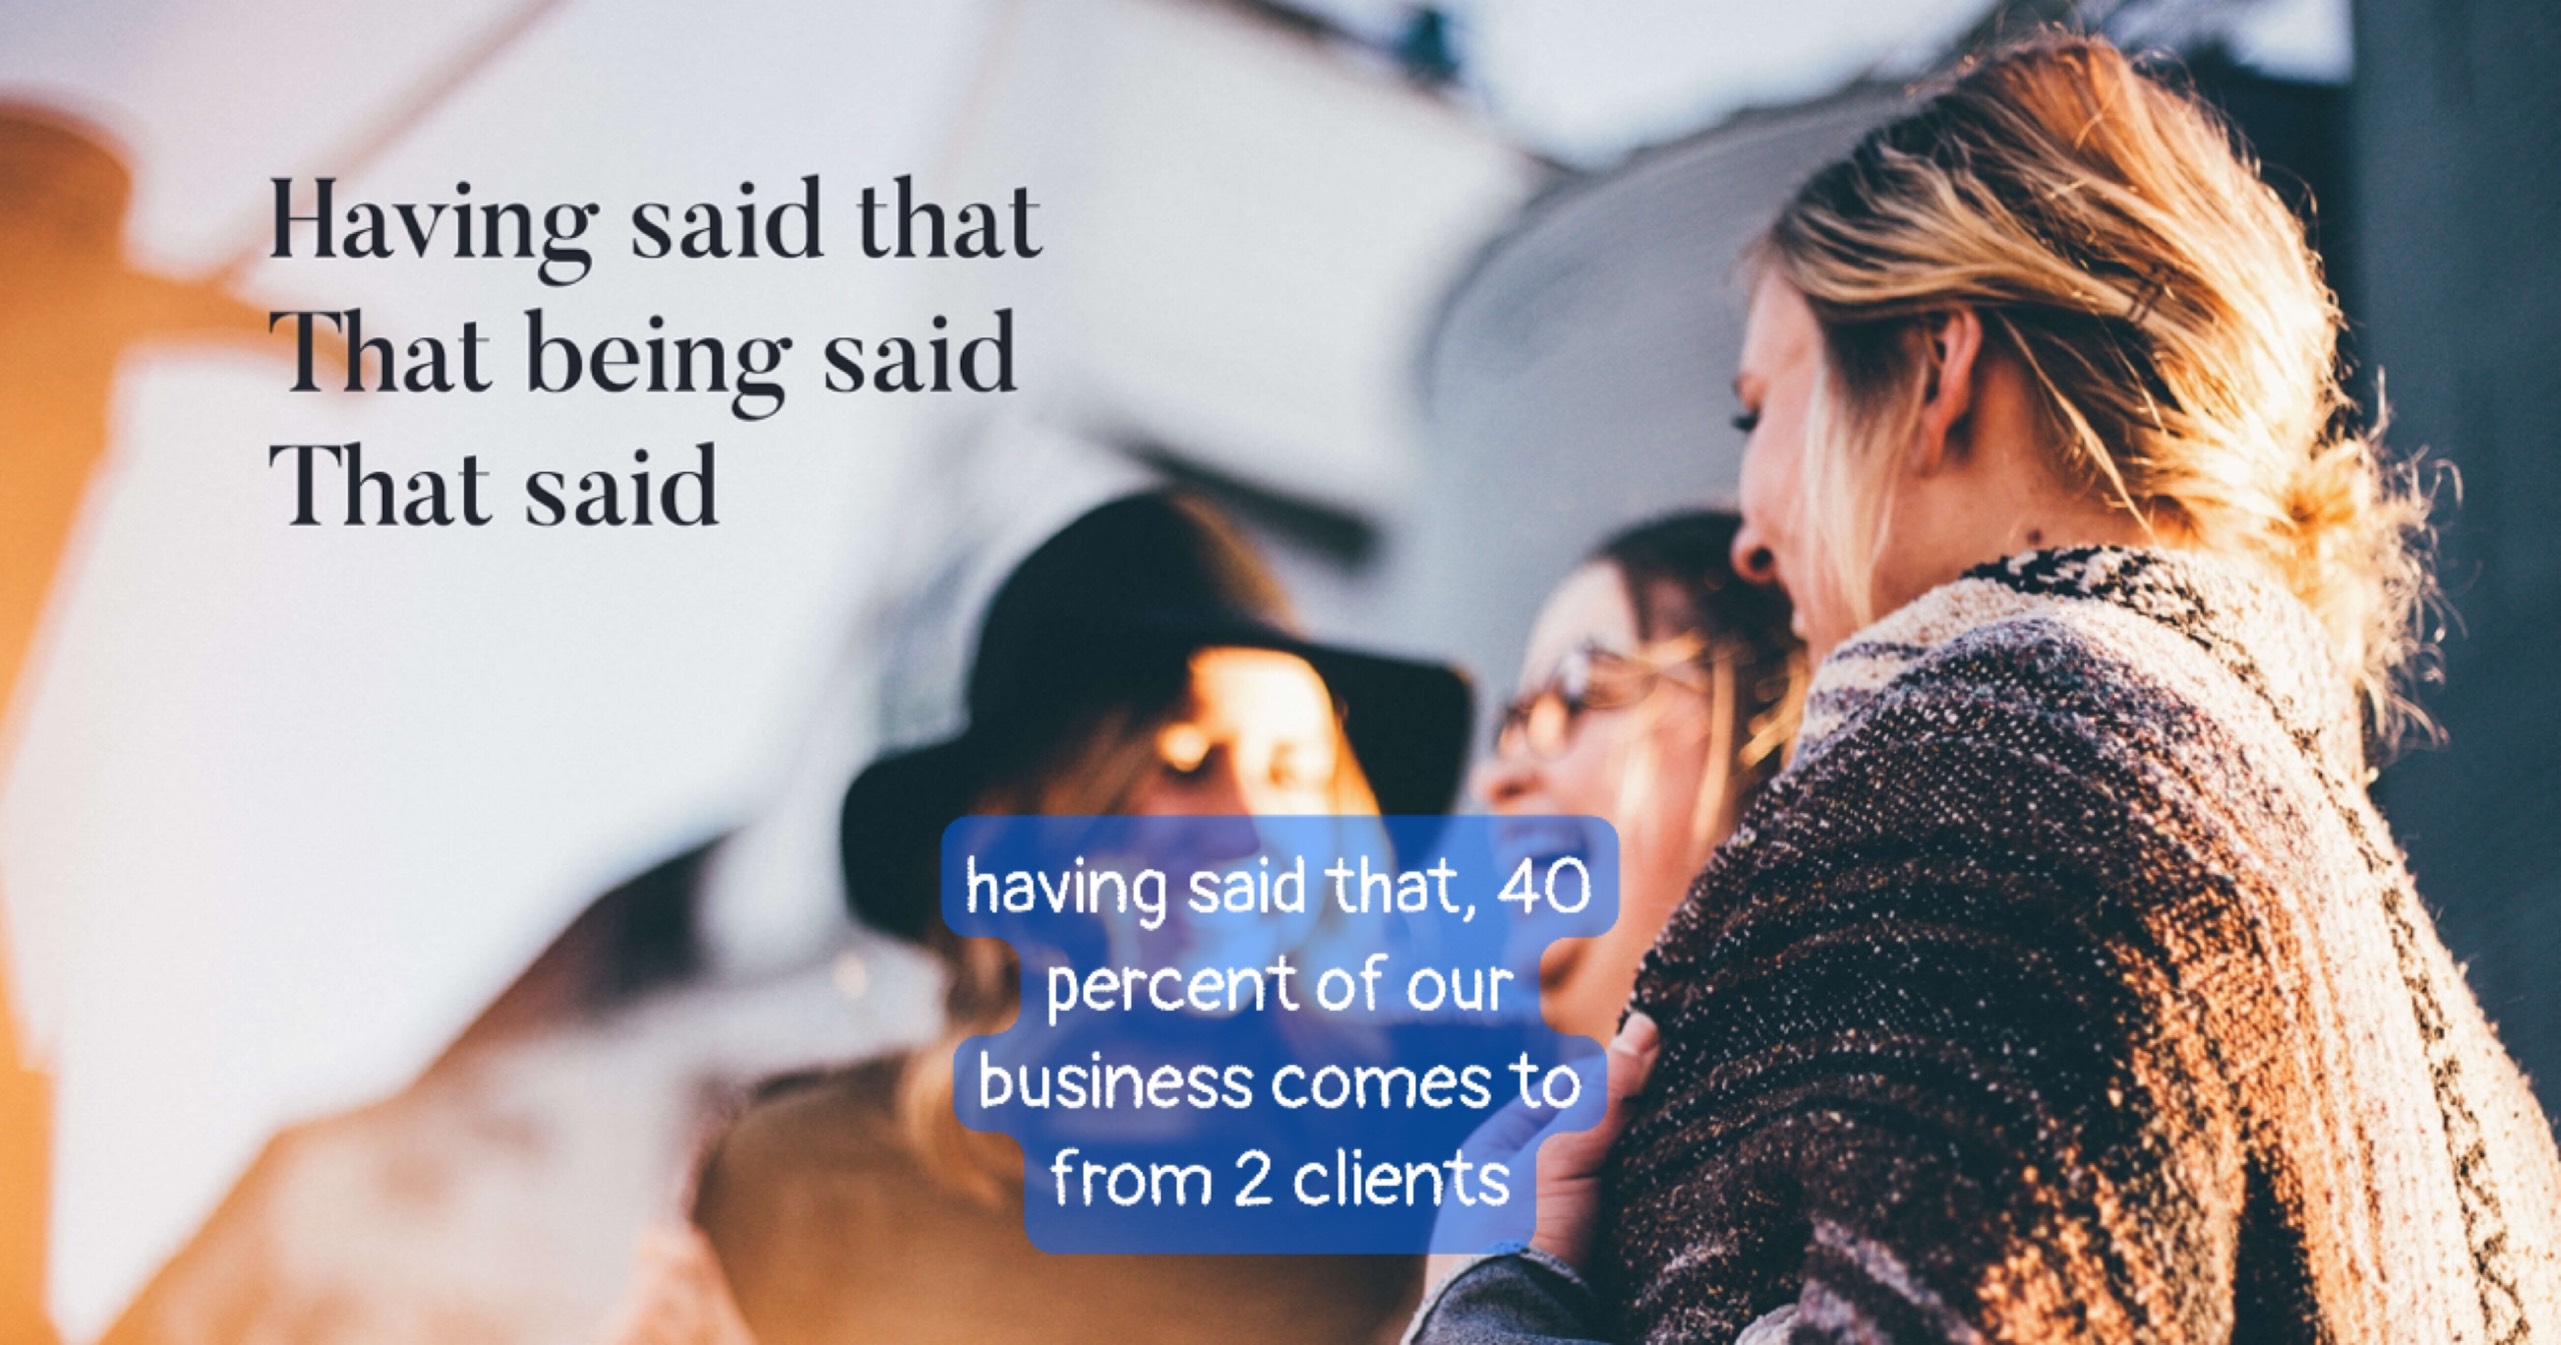 Having said that
That being said
That said
having said that, 40
percent of our
business comes to
from 2 clients